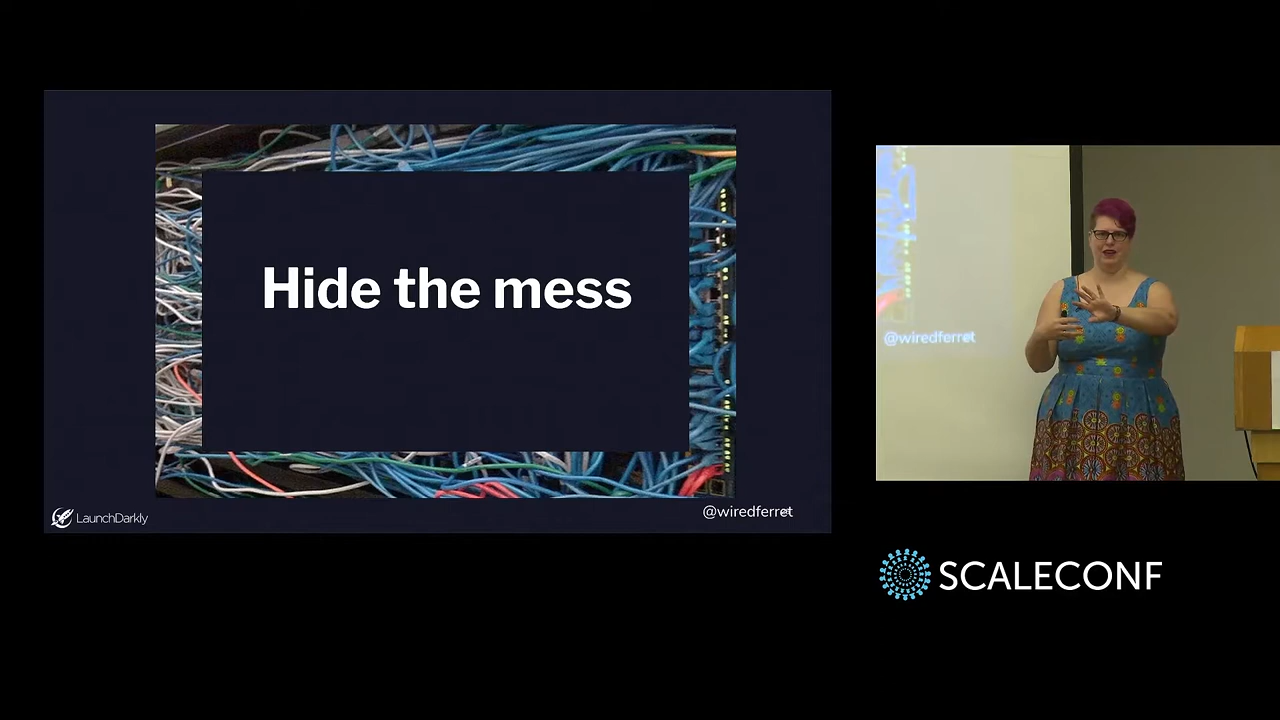 Hide the mess
LaunchDarkly
@wiredferret
@wiredferret
SCALECONF